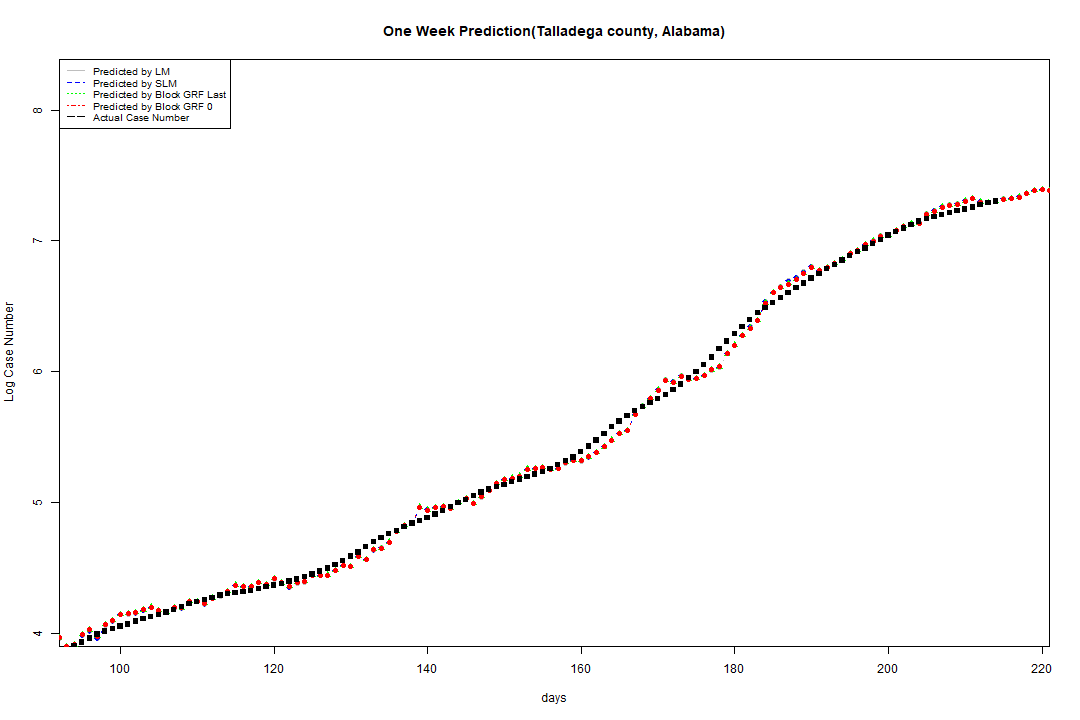 One Week Prediction(Talladega county, Alabama)
Predicted by LM
Predicted by SLM
Predicted by Block GRF Last
Predicted by Block GRF 0
Actual Case Number
8
7
6
5
4
Log Case Number
100 120 140 160 180 200 220
days